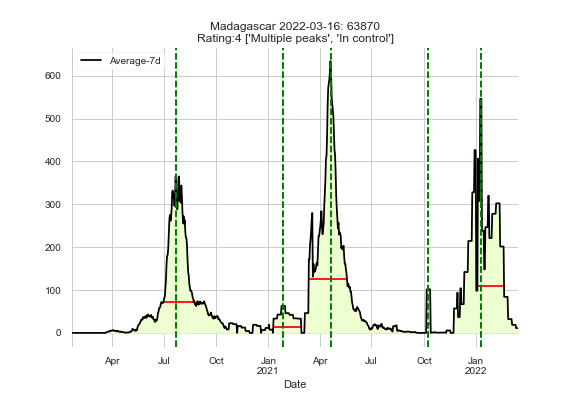 Madagascar 2022-03-16: 63870
Rating:4 ['Multiple peaks', 'In control']
Average-7d
600
500
400
300
200
100
0
Apr Jul Oct Jan Apr Jul Oct Jan
2021 2022
Date